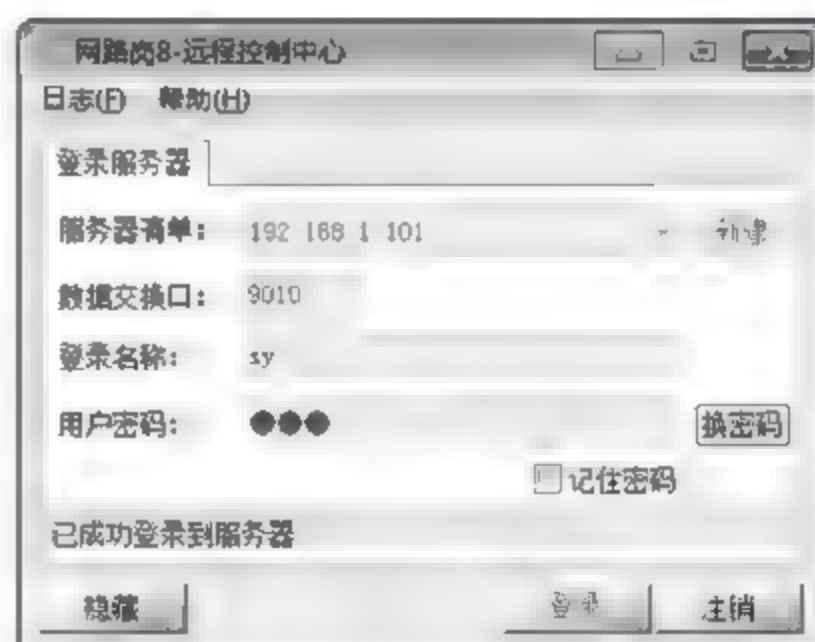 网路岗8-远程控制中心
日志(F) 帮助(H)
登录服务器
服务器清单: 192 168 1 101 新建
数据交换口: 9010
登录名称: zy
用户密码: ●●● 换密码
记住密码
已成功登录到服务器
隐藏 登录 注销